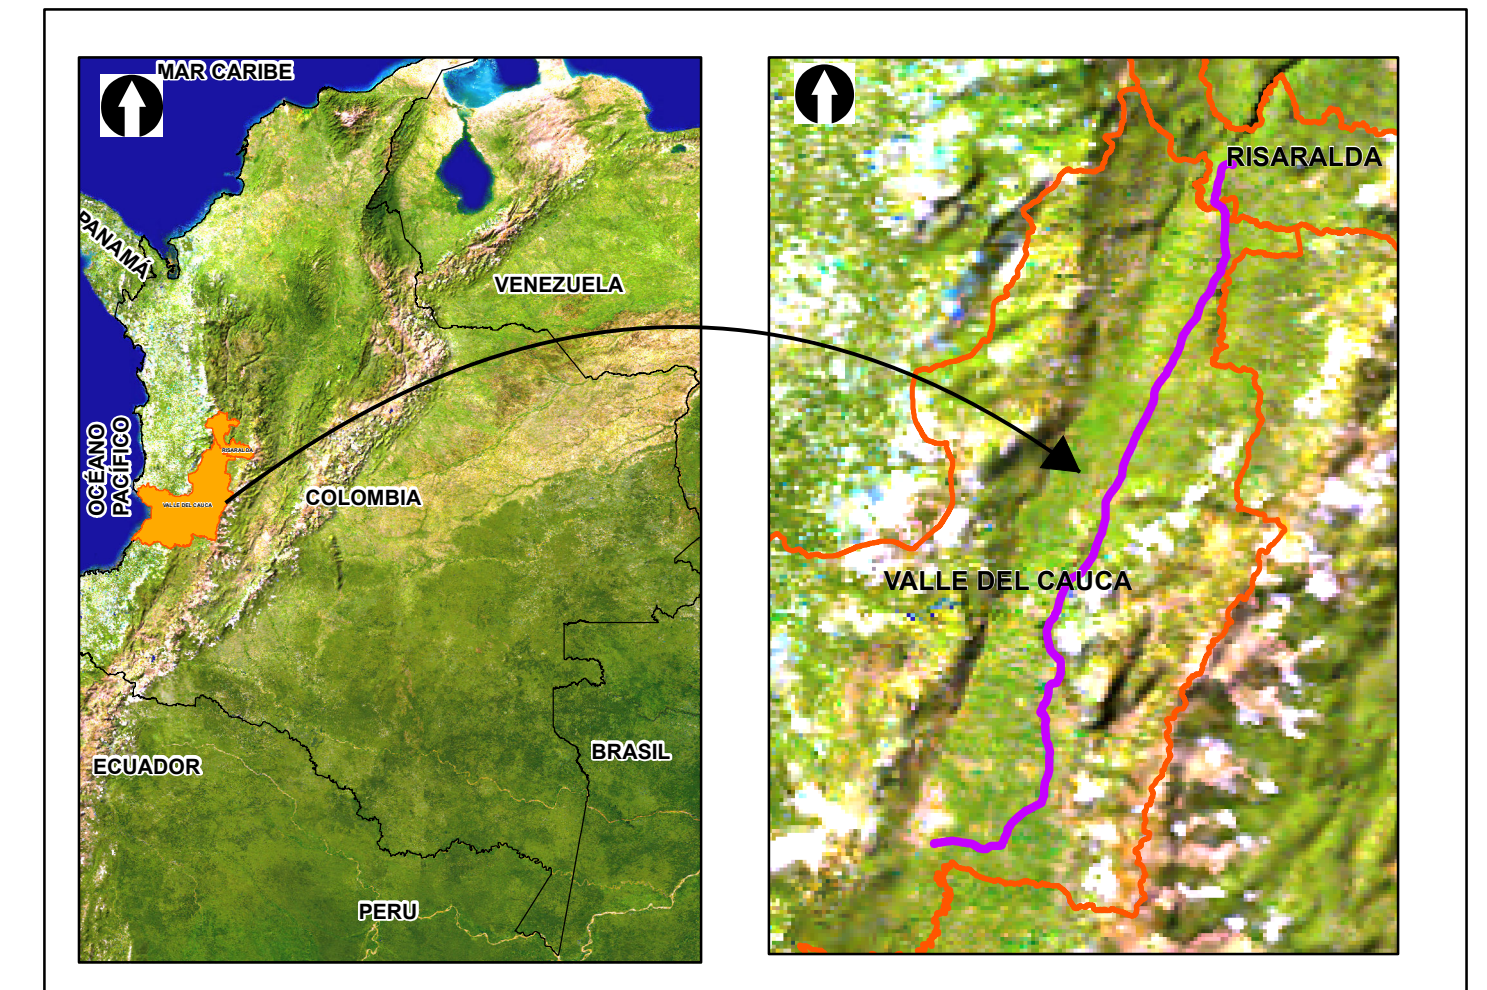 MAR CARIBE
PANAMÁ
VENEZUELA
OCÉANO
PACÍFICO
RISARALDA
COLOMBIA
VALLE DEL CAUCA
ECUADOR
BRASIL
PERU
RISARALDA
VALLE DEL CAUCA